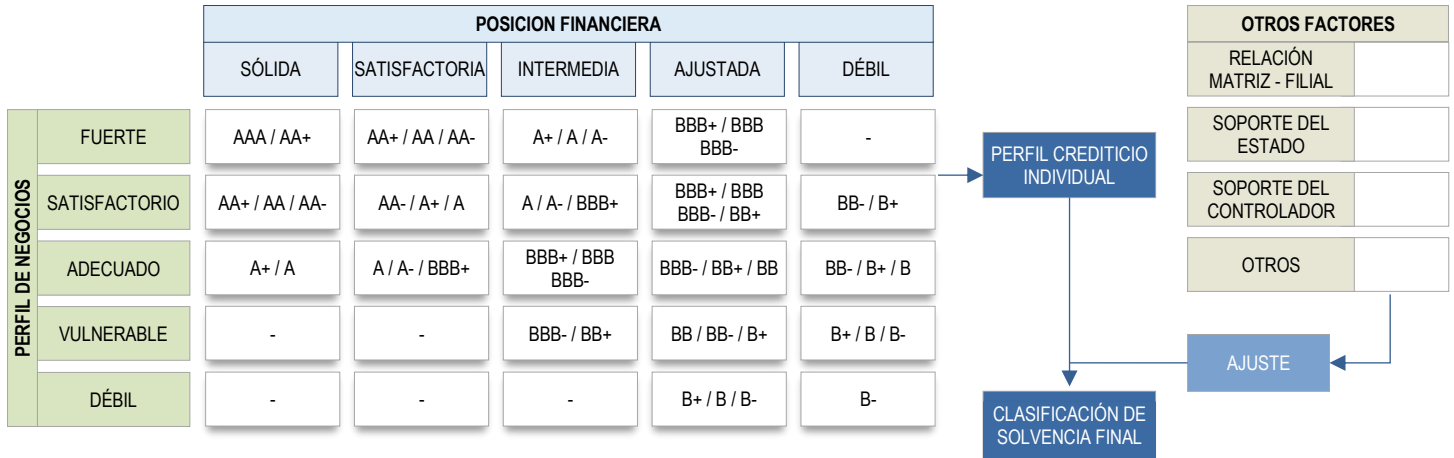 POSICION FINANCIERA
SÓLIDA
SATISFACTORIA
INTERMEDIA
AJUSTADA
DÉBIL
PERFIL DE NEGOCIOS
FUERTE
AAA / AA+
AA+ / AA / AA-
A+ / A / A-
BBB+ / BBB
BBB-
-
SATISFACTORIO
AA+ / AA / AA-
AA- / A+ / A
A / A- / BBB+
BBB+ / BBB
BBB- / BB+
BB- / B+
ADECUADO
A+ / A
A / A- / BBB+
BBB+ / BBB
BBB-
BBB- / BB+ / BB
BB- / B+ / B
VULNERABLE
-
-
BBB- / BB+
BB / BB- / B+
B+ / B / B-
DÉBIL
-
-
-
B+ / B / B-
B-
PERFIL CREDITICIO
INDIVIDUAL
CLASIFICACIÓN DE
SOLVENCIA FINAL
OTROS FACTORES
RELACIÓN
MATRIZ - FILIAL
SOPORTE DEL
ESTADO
SOPORTE DEL
CONTROLADOR
OTROS
AJUSTE